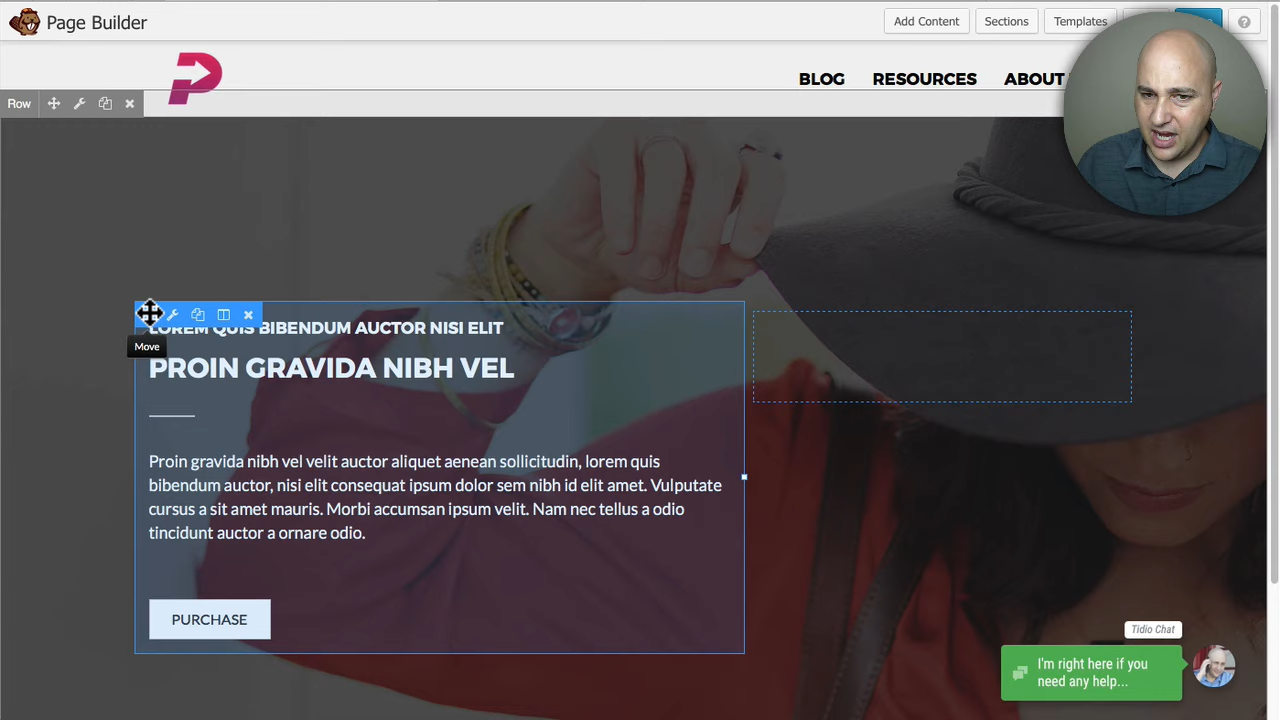 Page Builder
Add Content
Sections
Templates
?
BLOG
RESOURCES
ABOUT
Row
LOREM QUIS BIBENDUM AUCTOR NISI ELIT
Move
PROIN GRAVIDA NIBH VEL
Proin gravida nibh vel velit auctor aliquet aenean sollicitudin, lorem quis
bibendum auctor, nisi elit consequat ipsum dolor sem nibh id elit amet. Vulputate
cursus a sit amet mauris. Morbi accumsan ipsum velit. Nam nec tellus a odio
tincidunt auctor a ornare odio.
PURCHASE
Tidio Chat
I'm right here if you
need any help...